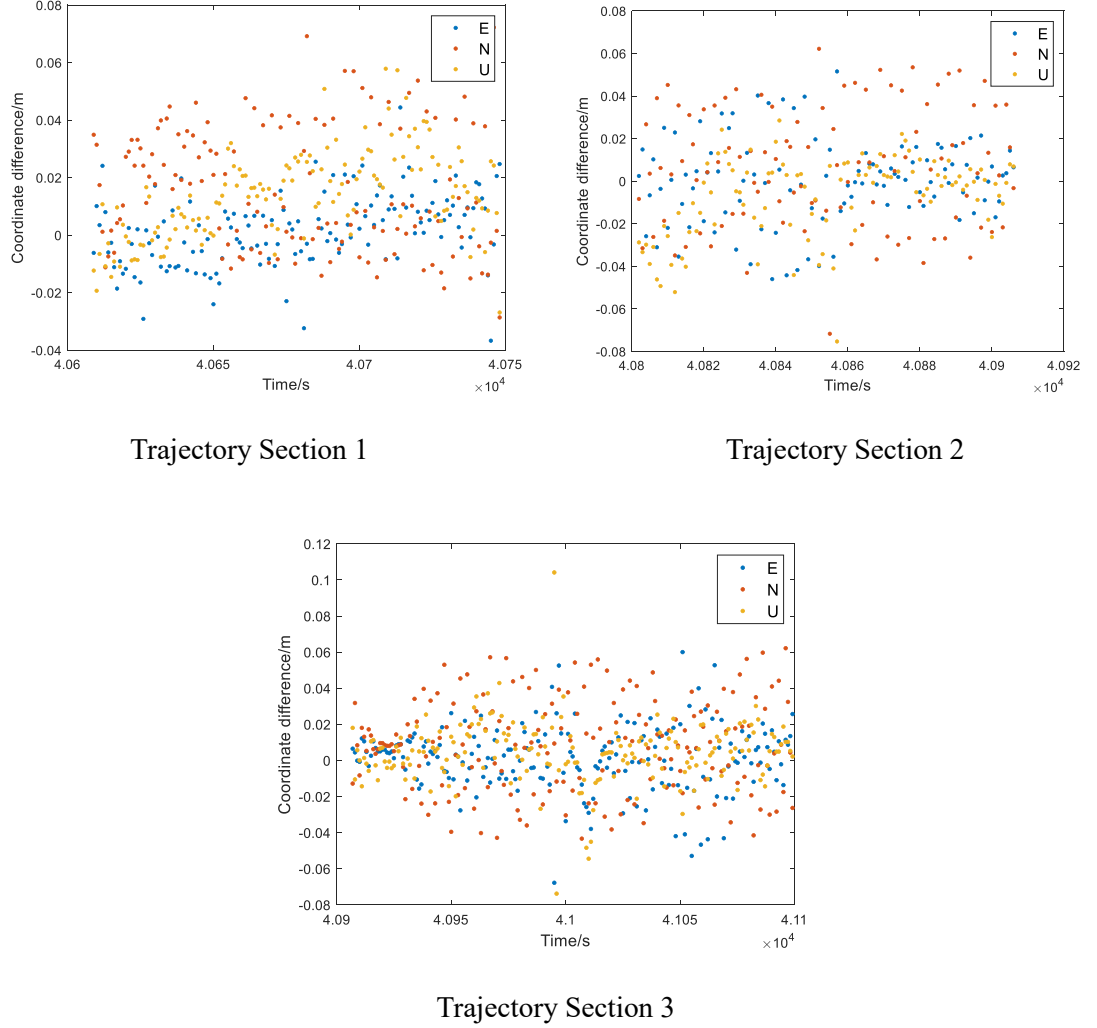 0.08
0.06
0.04
0.02
0
-0.02
-0.04
Coordinate difference/m
E
N
U
4.06
4.065
4.07
4.075
Time/s
×10⁴
Trajectory Section 1
0.08
0.06
0.04
0.02
0
-0.02
-0.04
-0.06
-0.08
Coordinate difference/m
E
N
U
4.08
4.082
4.084
4.086
4.088
4.09
4.092
Time/s
×10⁴
Trajectory Section 2
0.12
0.1
0.08
0.06
0.04
0.02
0
-0.02
-0.04
-0.06
-0.08
Coordinate difference/m
E
N
U
4.09
4.095
4.1
4.105
4.11
Time/s
×10⁴
Trajectory Section 3